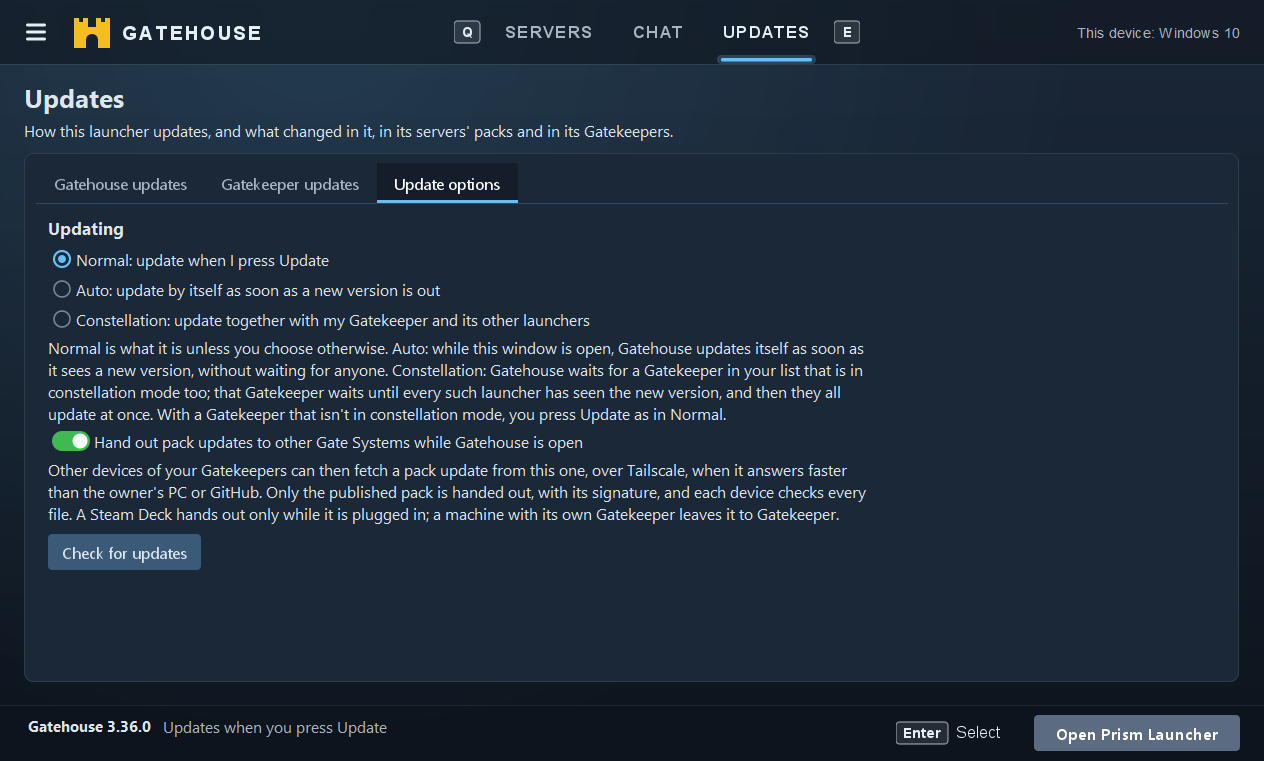 GATEHOUSE
Q SERVERS CHAT UPDATES E
This device: Windows 10
Updates
How this launcher updates, and what changed in it, in its servers' packs and in its Gatekeepers.
Gatehouse updates Gatekeeper updates Update options
Updating
Normal: update when I press Update
Auto: update by itself as soon as a new version is out
Constellation: update together with my Gatekeeper and its other launchers
Normal is what it is unless you choose otherwise. Auto: while this window is open, Gatehouse updates itself as soon as
it sees a new version, without waiting for anyone. Constellation: Gatehouse waits for a Gatekeeper in your list that is in
constellation mode too; that Gatekeeper waits until every such launcher has seen the new version, and then they all
update at once. With a Gatekeeper that isn't in constellation mode, you press Update as in Normal.
Hand out pack updates to other Gate Systems while Gatehouse is open
Other devices of your Gatekeepers can then fetch a pack update from this one, over Tailscale, when it answers faster
than the owner's PC or GitHub. Only the published pack is handed out, with its signature, and each device checks every
file. A Steam Deck hands out only while it is plugged in; a machine with its own Gatekeeper leaves it to Gatekeeper.
Check for updates
Gatehouse 3.36.0 Updates when you press Update
Enter Select
Open Prism Launcher